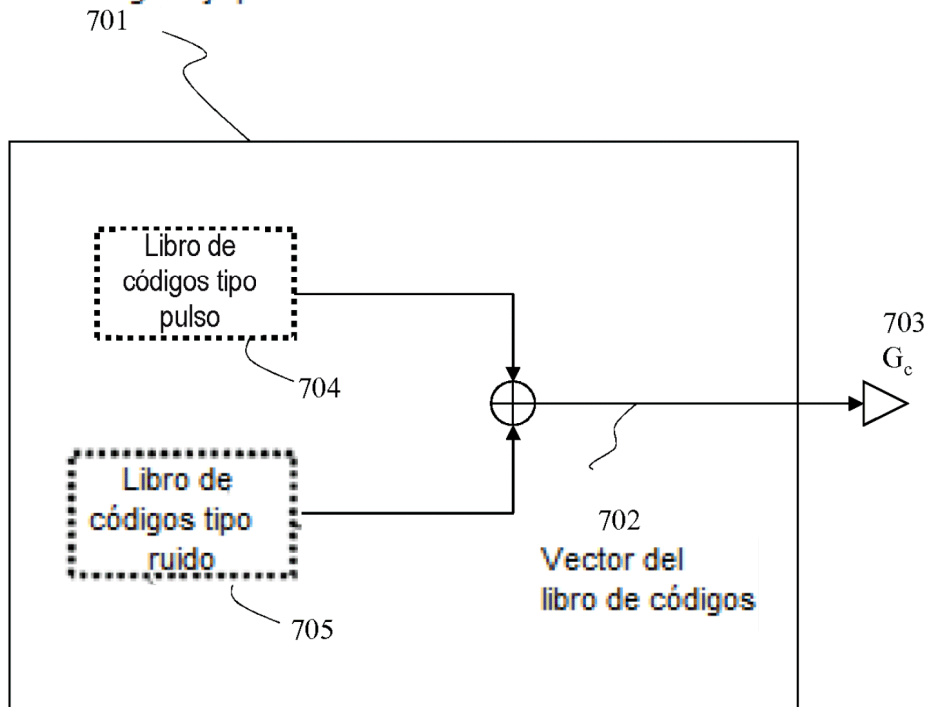 701
Libro de
códigos tipo
pulso
704
703
G_c
Libro de
códigos tipo
ruido
705
702
Vector del
libro de códigos